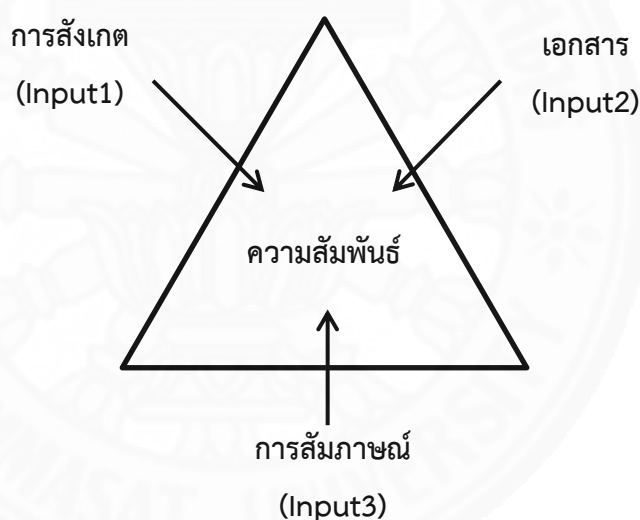 การสังเกต
(Input1)
เอกสาร
(Input2)
ความสัมพันธ์
การสัมภาษณ์
(Input3)